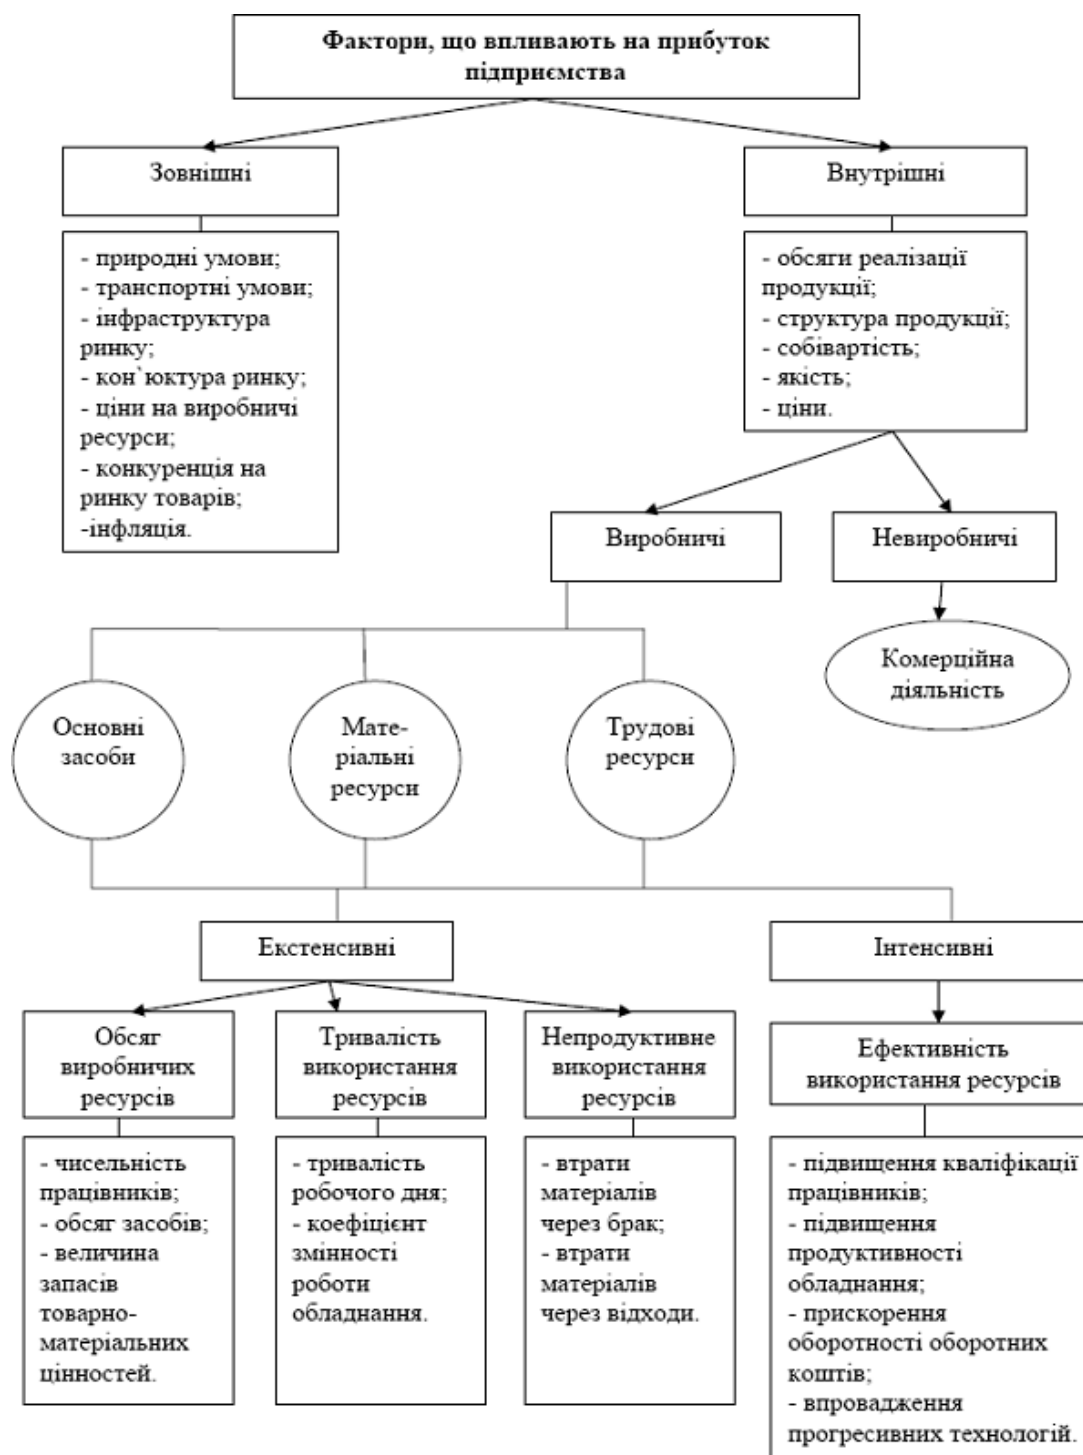 Фактори, що впливають на прибуток
підприємства
Зовнішні
Внутрішні
- природні умови;
- транспортні умови;
- інфраструктура
ринку;
- кон`юктура ринку;
- ціни на виробничі
ресурси;
- конкуренція на
ринку товарів;
-інфляція.
- обсяги реалізації
продукції;
- структура продукції;
- собівартість;
- якість;
- ціни.
Виробничі
Невиробничі
Комерційна
діяльність
Основні
засоби
Мате-
ріальні
ресурси
Трудові
ресурси
Екстенсивні
Інтенсивні
Обсяг
виробничих
ресурсів
Тривалість
використання
ресурсів
Непродуктивне
використання
ресурсів
Ефективність
використання ресурсів
- чисельність
працівників;
- обсяг засобів;
- величина
запасів
товарно-
матеріальних
цінностей.
- тривалість
робочого дня;
- коефіцієнт
змінності
роботи
обладнання.
- втрати
матеріалів
через брак;
- втрати
матеріалів
через відходи.
- підвищення кваліфікації
працівників;
- підвищення
продуктивності
обладнання;
- прискорення
оборотності оборотних
коштів;
- впровадження
прогресивних технологій.